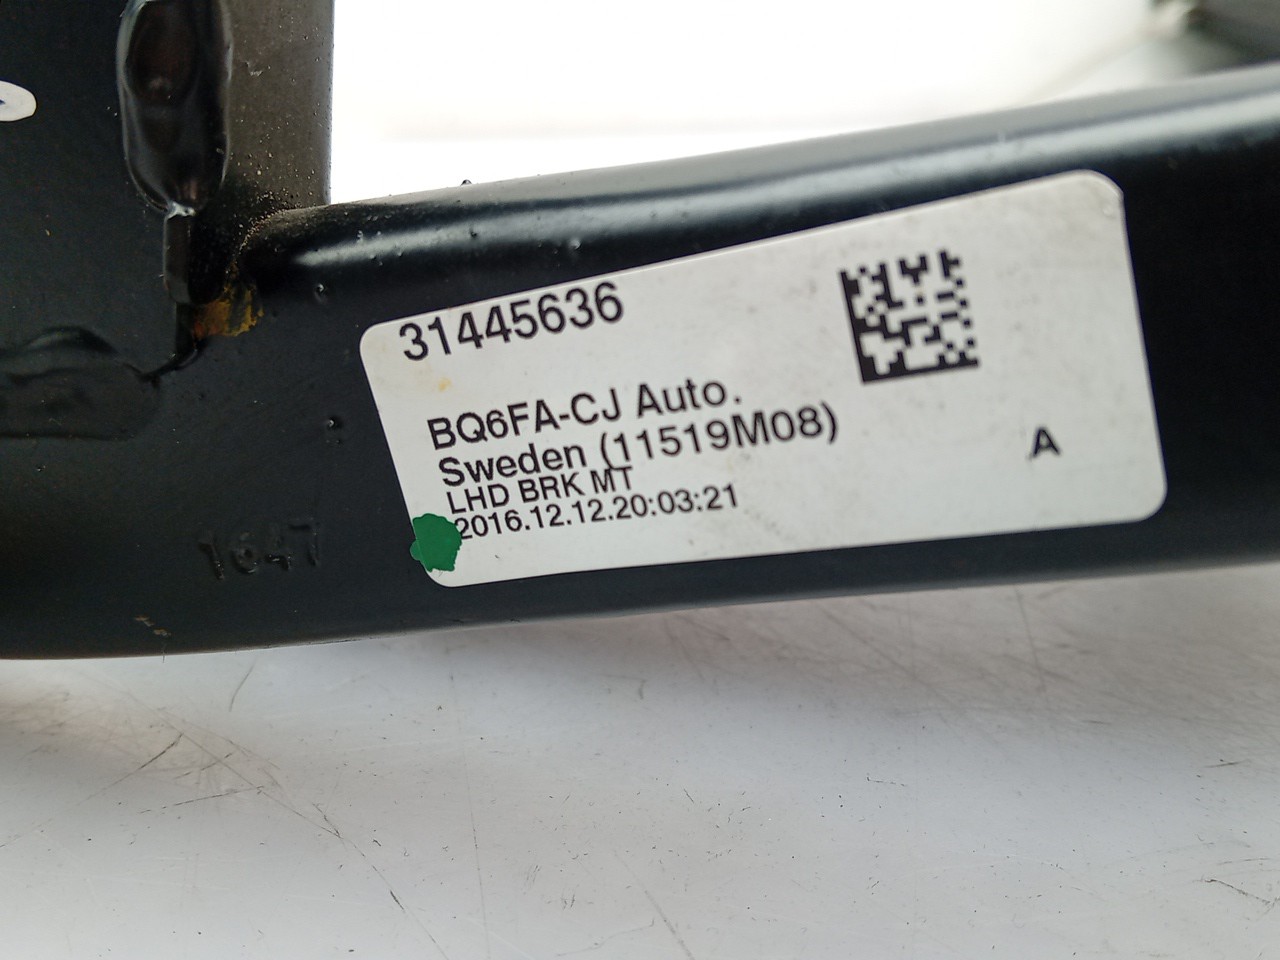 31445636
BQ6FA-CJ Auto.
Sweden (11519M08)
LHD BRK MT
2016.12.12.20:03:21
A
1647